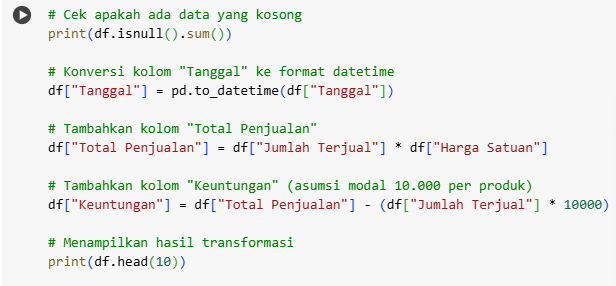 # Cek apakah ada data yang kosong
print(df.isnull().sum())
# Konversi kolom "Tanggal" ke format datetime
df["Tanggal"] = pd.to_datetime(df["Tanggal"])
# Tambahkan kolom "Total Penjualan"
df["Total Penjualan"] = df["Jumlah Terjual"] * df["Harga Satuan"]
# Tambahkan kolom "Keuntungan" (asumsi modal 10.000 per produk)
df["Keuntungan"] = df["Total Penjualan"] - (df["Jumlah Terjual"] * 10000)
# Menampilkan hasil transformasi
print(df.head(10))